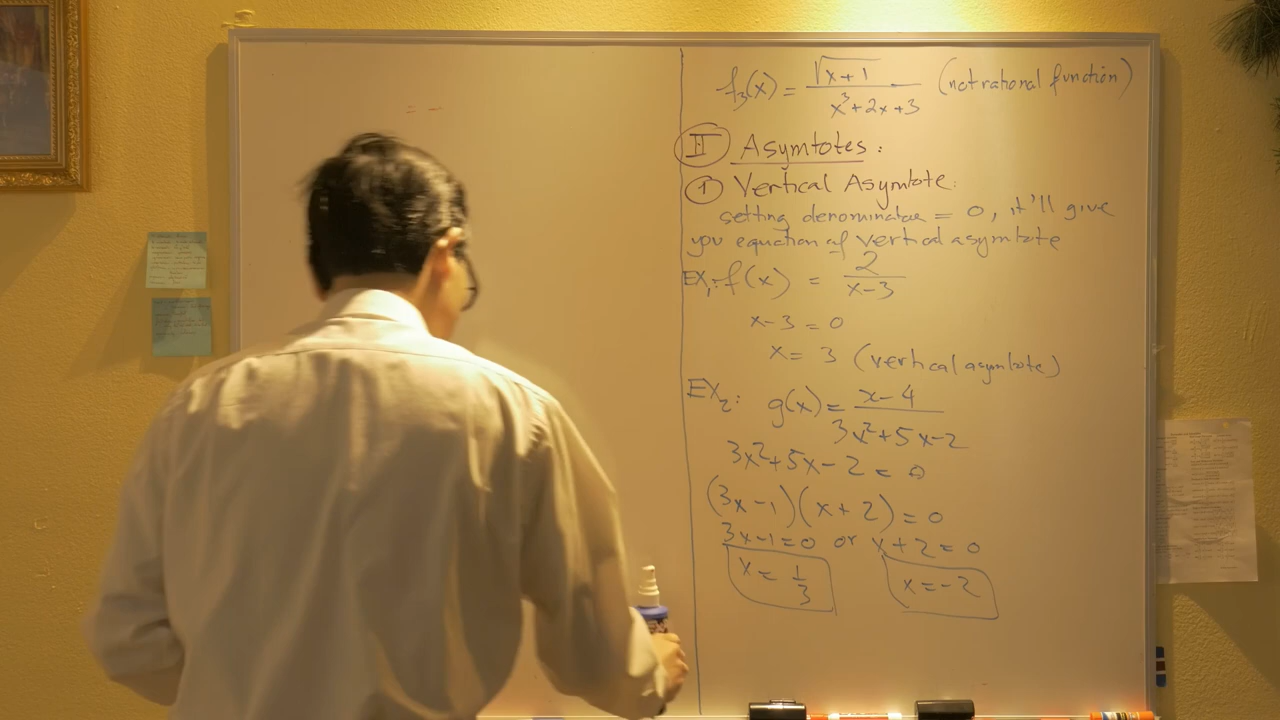 f₃(x) = √(x+1) / (x³+2x+3) (not rational function)
II Asymtotes:
1 Vertical Asymtote:
setting denominator = 0, it'll give
you equation of vertical asymtote
EX₁: f(x) = 2 / (x-3)
x-3=0
x= 3 (vertical asymtote)
EX₂: g(x) = (x-4) / (3x²+5x-2)
3x²+5x-2=0
(3x-1)(x+2)=0
3x-1=0 or x+2=0
x= 1/3 x=-2